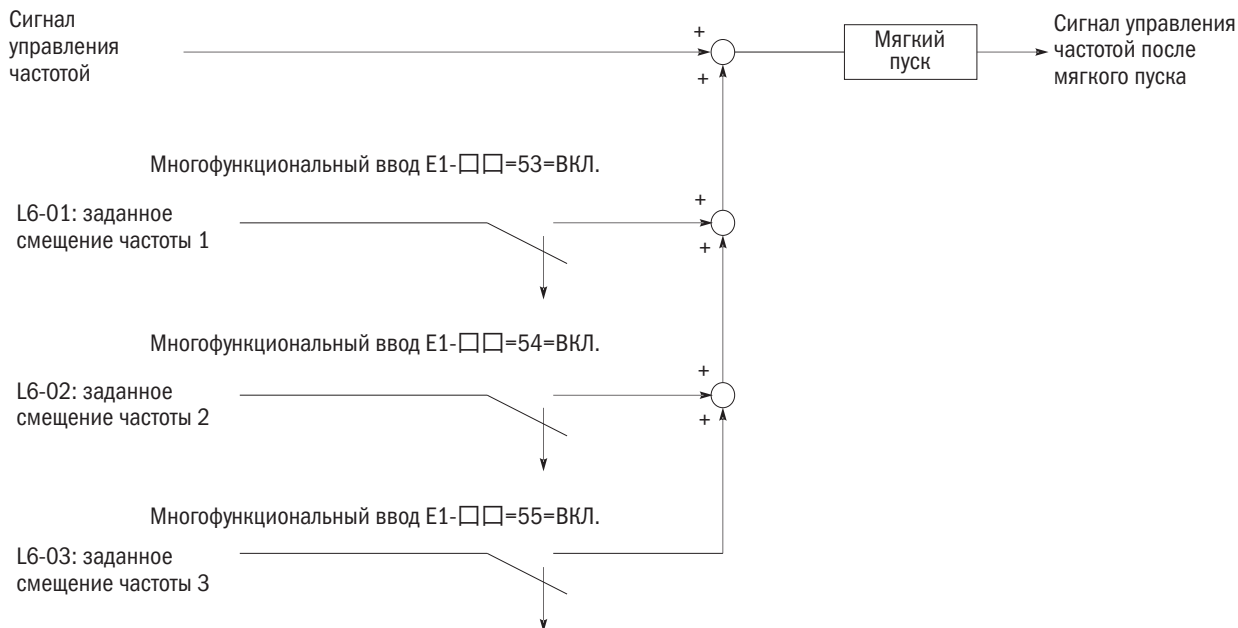 Сигнал
управления
частотой
+
+
Мягкий
пуск
Сигнал управления
частотой после
мягкого пуска
Многофункциональный ввод E1-□□=53=ВКЛ.
L6-01: заданное
смещение частоты 1
+
+
Многофункциональный ввод E1-□□=54=ВКЛ.
L6-02: заданное
смещение частоты 2
+
+
Многофункциональный ввод E1-□□=55=ВКЛ.
L6-03: заданное
смещение частоты 3